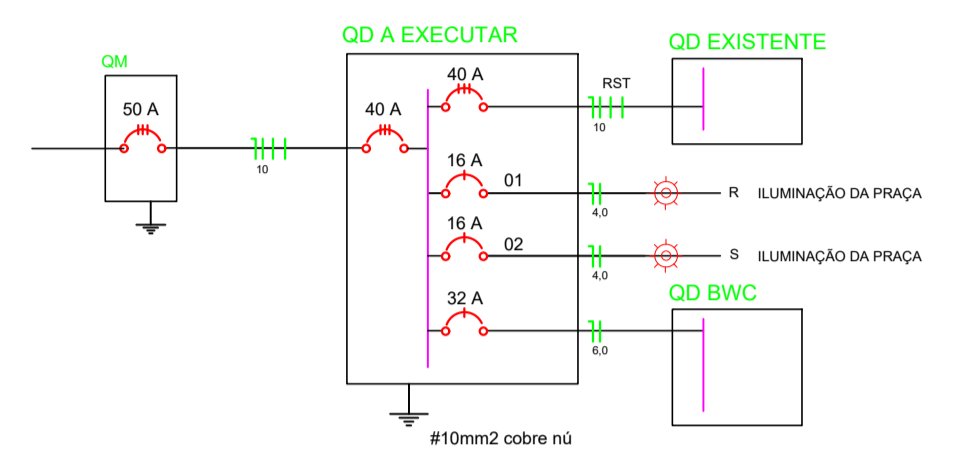 QM
50 A
10
QD A EXECUTAR
40 A
40 A
RST
10
QD EXISTENTE
16 A
01
4,0
R ILUMINAÇÃO DA PRAÇA
16 A
02
4,0
S ILUMINAÇÃO DA PRAÇA
32 A
6,0
QD BWC
#10mm2 cobre nú